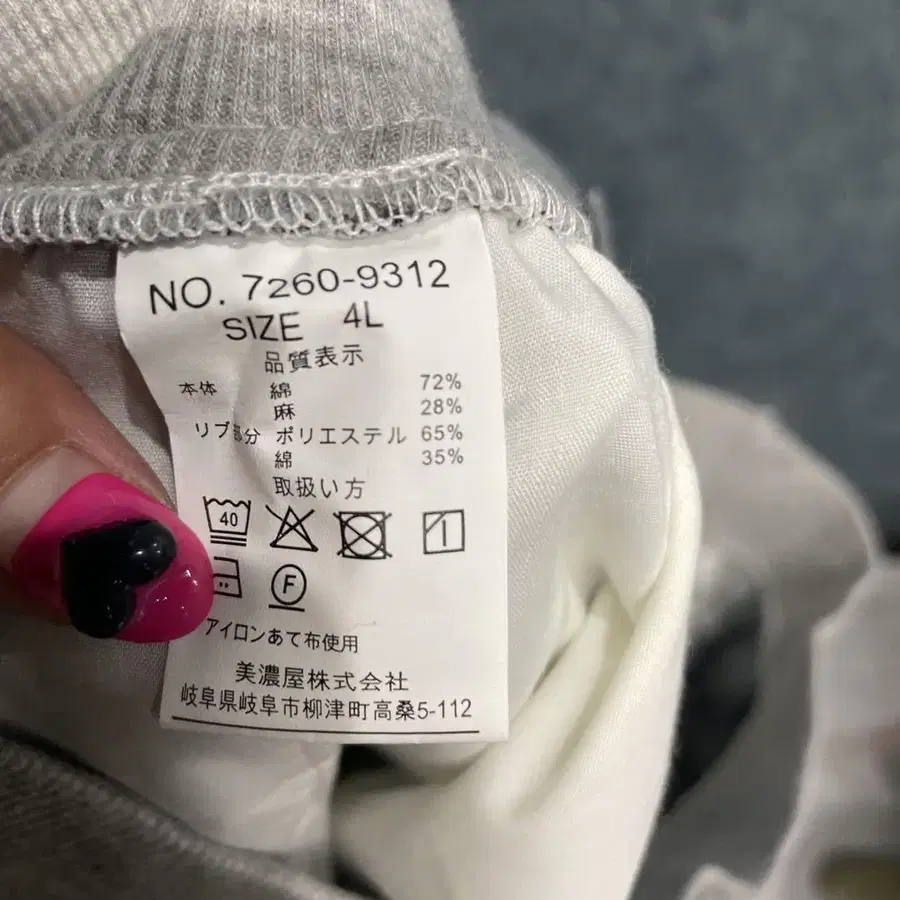 NO. 7260-9312
SIZE 4L
品質表示
本体 綿 72%
麻 28%
リブ部分 ポリエステル 65%
綿 35%
取扱い方
40
F
アイロンあて布使用
美濃屋株式会社
岐阜県岐阜市柳津町高桑5-112